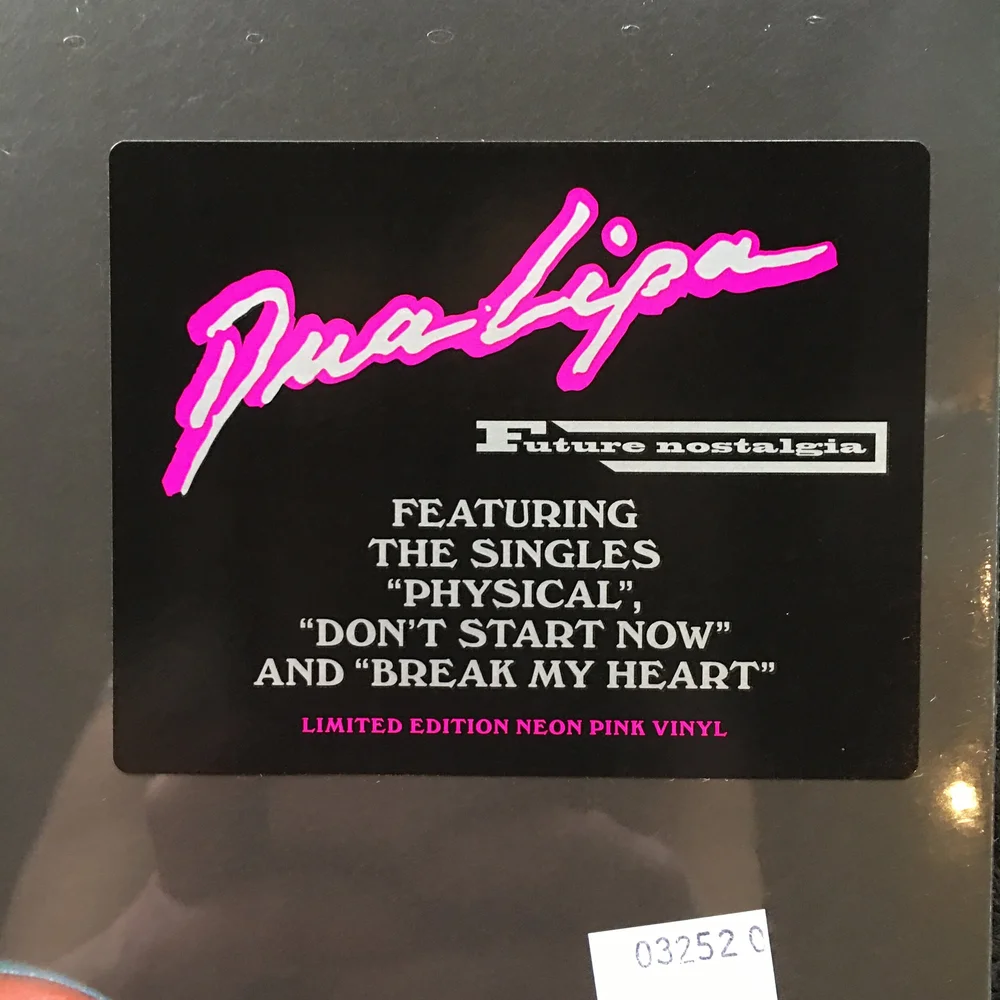 Dua Lipa
Future nostalgia
FEATURING
THE SINGLES
“PHYSICAL”,
“DON’T START NOW”
AND “BREAK MY HEART”
LIMITED EDITION NEON PINK VINYL
03252 0